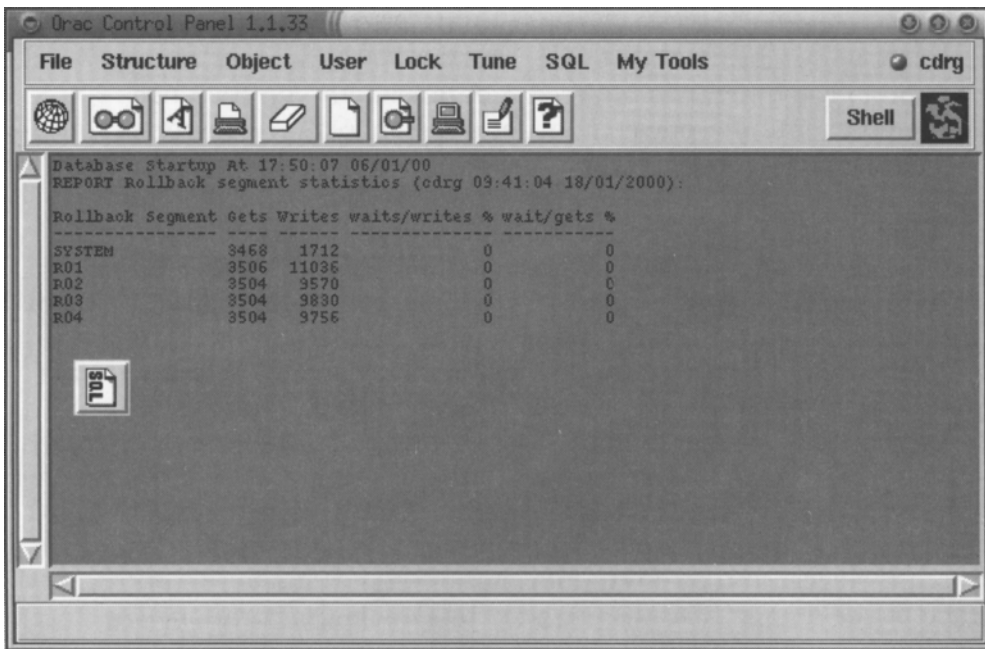 Orac Control Panel 1.1.33
File Structure Object User Lock Tune SQL My Tools cdrg
Shell
Database Startup At 17:50:07 06/01/00
REPORT Rollback segment statistics (cdrg 09:41:04 18/01/2000):
Rollback Segment Gets Writes waits/writes % wait/gets %
---------------- ---- ------ -------------- -----------
SYSTEM 3468 1712 0 0
R01 3506 11036 0 0
R02 3504 9570 0 0
R03 3504 9830 0 0
R04 3504 9756 0 0
SQL